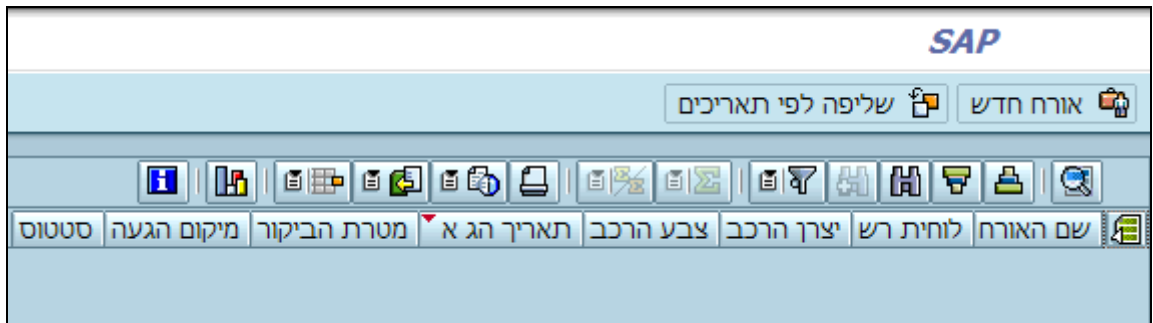 SAP
אורח חדש שליפה לפי תאריכים
שם האורח לוחית רש יצרן הרכב צבע הרכב תאריך הג א מטרת הביקור מיקום הגעה סטטוס